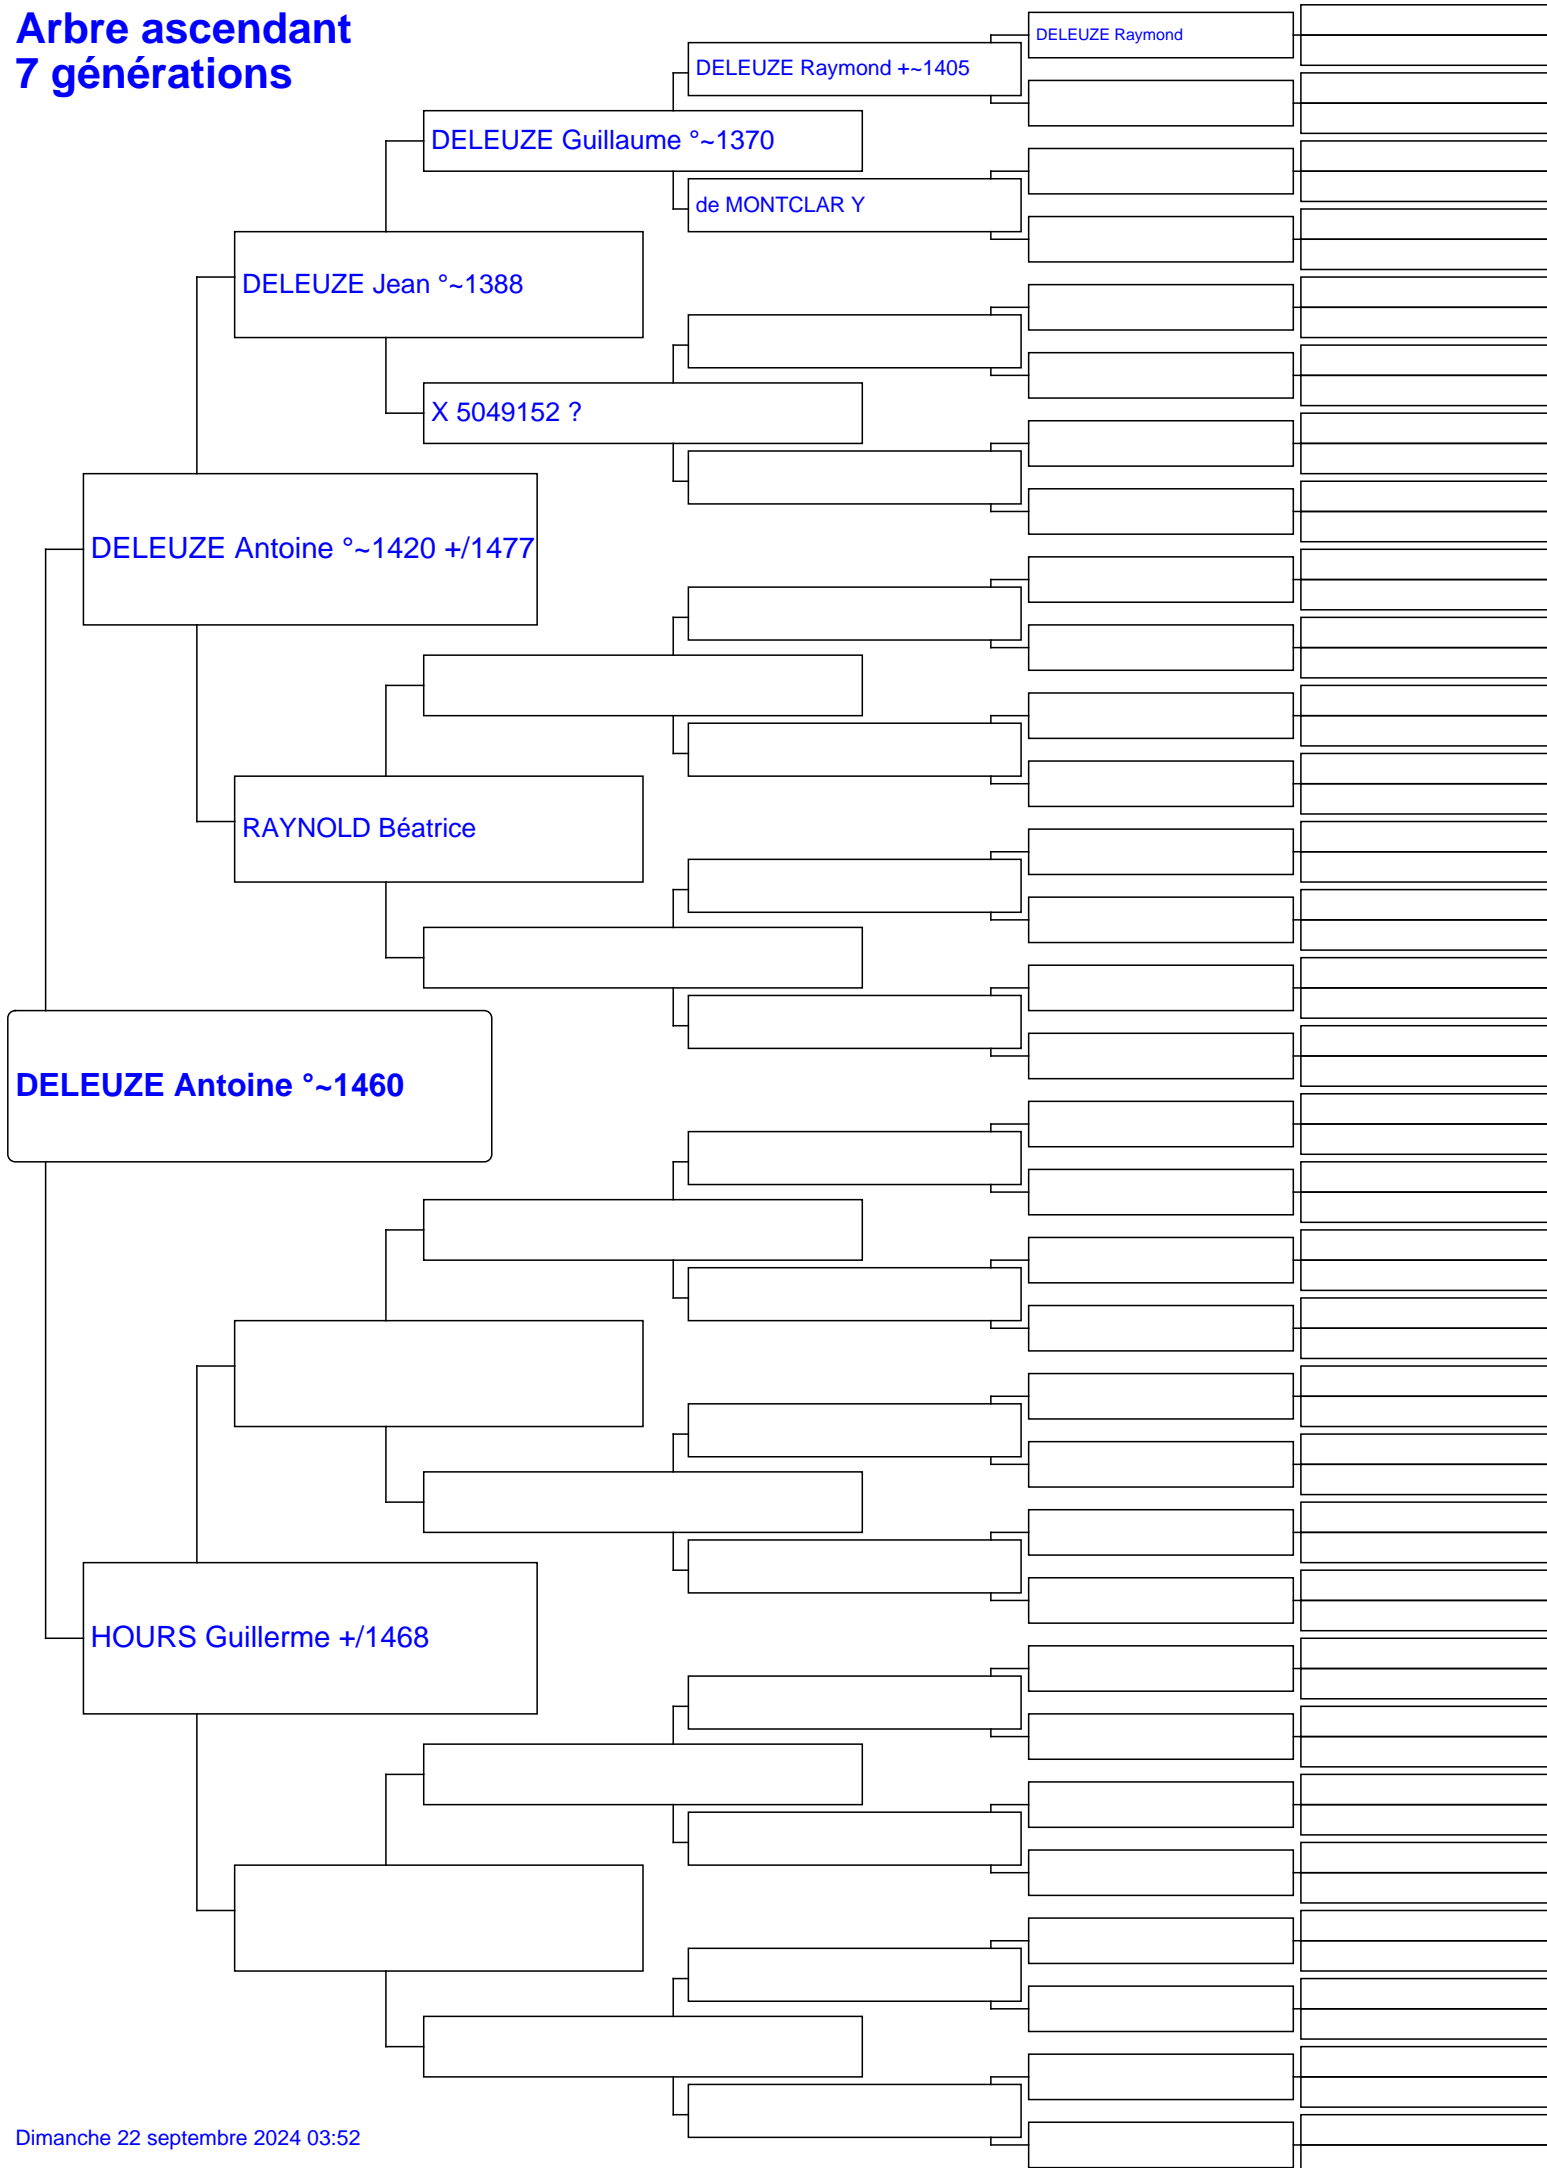 Arbre ascendant
7 générations
DELEUZE Raymond
DELEUZE Raymond +~1405
DELEUZE Guillaume °~1370
de MONTCLAR Y
DELEUZE Jean °~1388
X 5049152 ?
DELEUZE Antoine °~1420 +/1477
RAYNOLD Béatrice
DELEUZE Antoine °~1460
HOURS Guillerme +/1468
Dimanche 22 septembre 2024 03:52